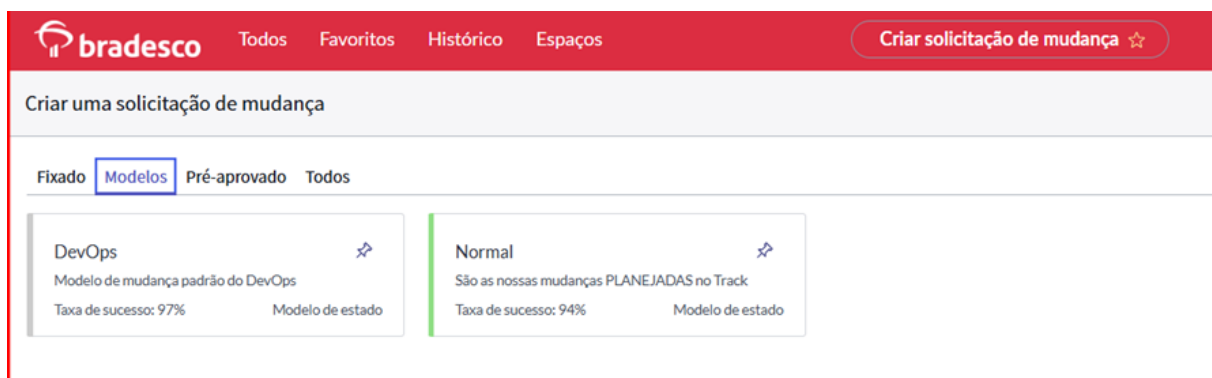 bradesco Todos Favoritos Histórico Espaços Criar solicitação de mudança
Criar uma solicitação de mudança
Fixado Modelos Pré-aprovado Todos
DevOps
Modelo de mudança padrão do DevOps
Taxa de sucesso: 97% Modelo de estado
Normal
São as nossas mudanças PLANEJADAS no Track
Taxa de sucesso: 94% Modelo de estado